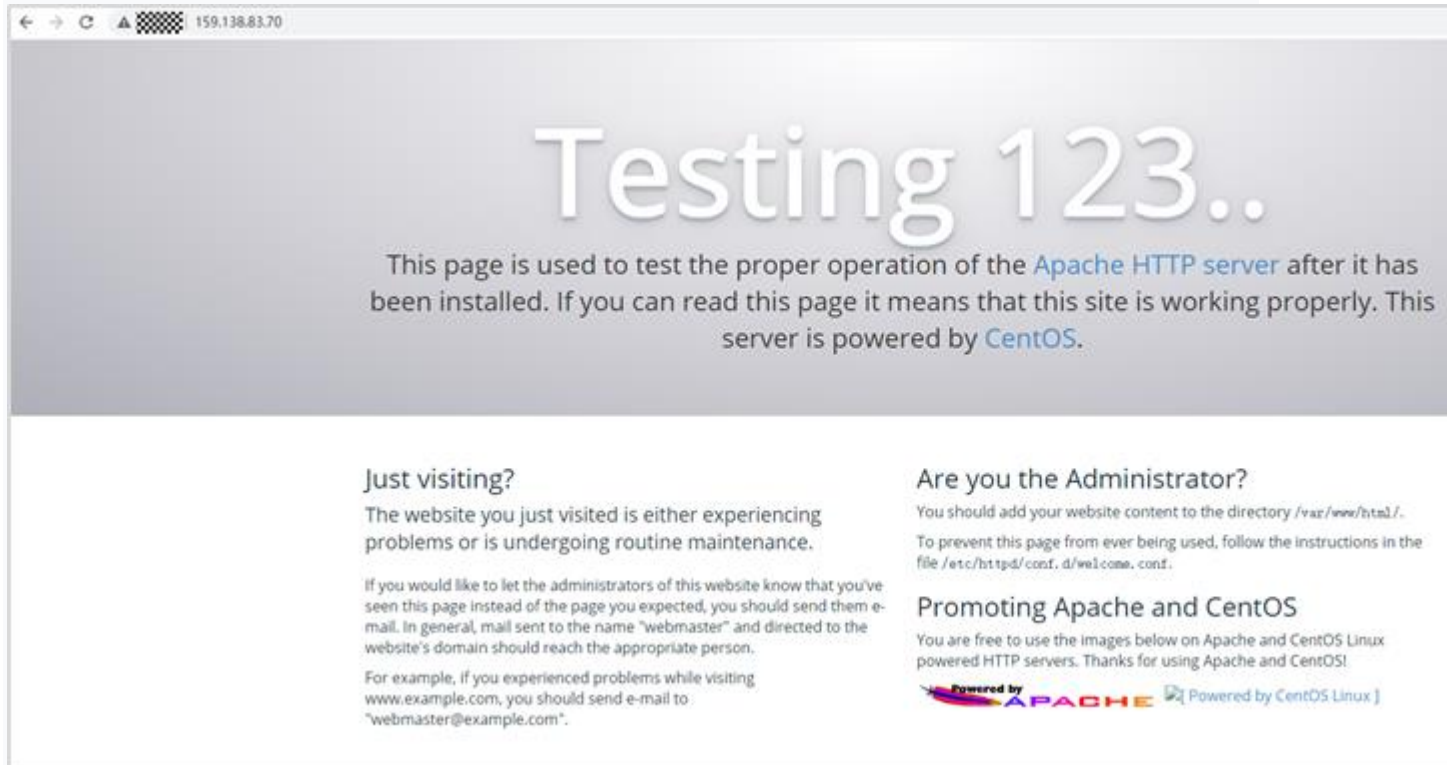 159.138.83.70
Testing 123..
This page is used to test the proper operation of the Apache HTTP server after it has
been installed. If you can read this page it means that this site is working properly. This
server is powered by CentOS.
Just visiting?
The website you just visited is either experiencing
problems or is undergoing routine maintenance.
If you would like to let the administrators of this website know that you've
seen this page instead of the page you expected, you should send them e-
mail. In general, mail sent to the name "webmaster" and directed to the
website's domain should reach the appropriate person.
For example, if you experienced problems while visiting
www.example.com, you should send e-mail to
"webmaster@example.com".
Are you the Administrator?
You should add your website content to the directory /var/www/html/.
To prevent this page from ever being used, follow the instructions in the
file /etc/httpd/conf.d/welcome.conf.
Promoting Apache and CentOS
You are free to use the images below on Apache and CentOS Linux
powered HTTP servers. Thanks for using Apache and CentOS!
Powered by
APACHE
[ Powered by CentOS Linux ]